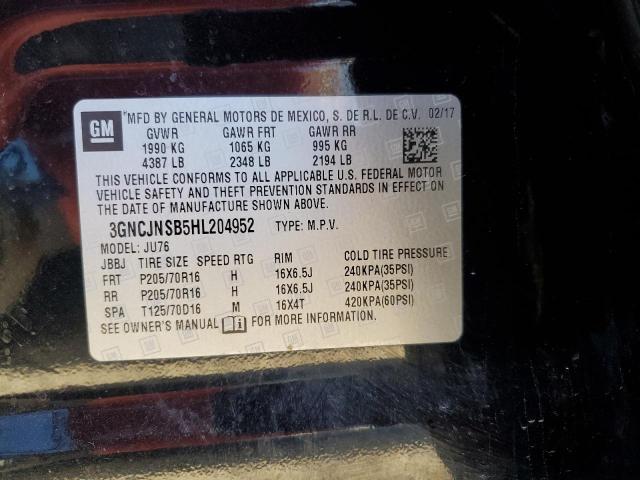 GM
MFD BY GENERAL MOTORS DE MEXICO, S. DE R.L. DE C.V. 02/17
GVWR GAWR FRT GAWR RR
1990 KG 1065 KG 995 KG
4387 LB 2348 LB 2194 LB
THIS VEHICLE CONFORMS TO ALL APPLICABLE U.S. FEDERAL MOTOR
VEHICLE SAFETY AND THEFT PREVENTION STANDARDS IN EFFECT ON
THE DATE OF MANUFACTURE SHOWN ABOVE.
3GNCJNSB5HL204952 TYPE: M.P.V.
MODEL: JU76
JBBJ TIRE SIZE SPEED RTG RIM COLD TIRE PRESSURE
FRT P205/70R16 H 16X6.5J 240KPA(35PSI)
RR P205/70R16 H 16X6.5J 240KPA(35PSI)
SPA T125/70D16 M 16X4T 420KPA(60PSI)
SEE OWNER'S MANUAL FOR MORE INFORMATION.